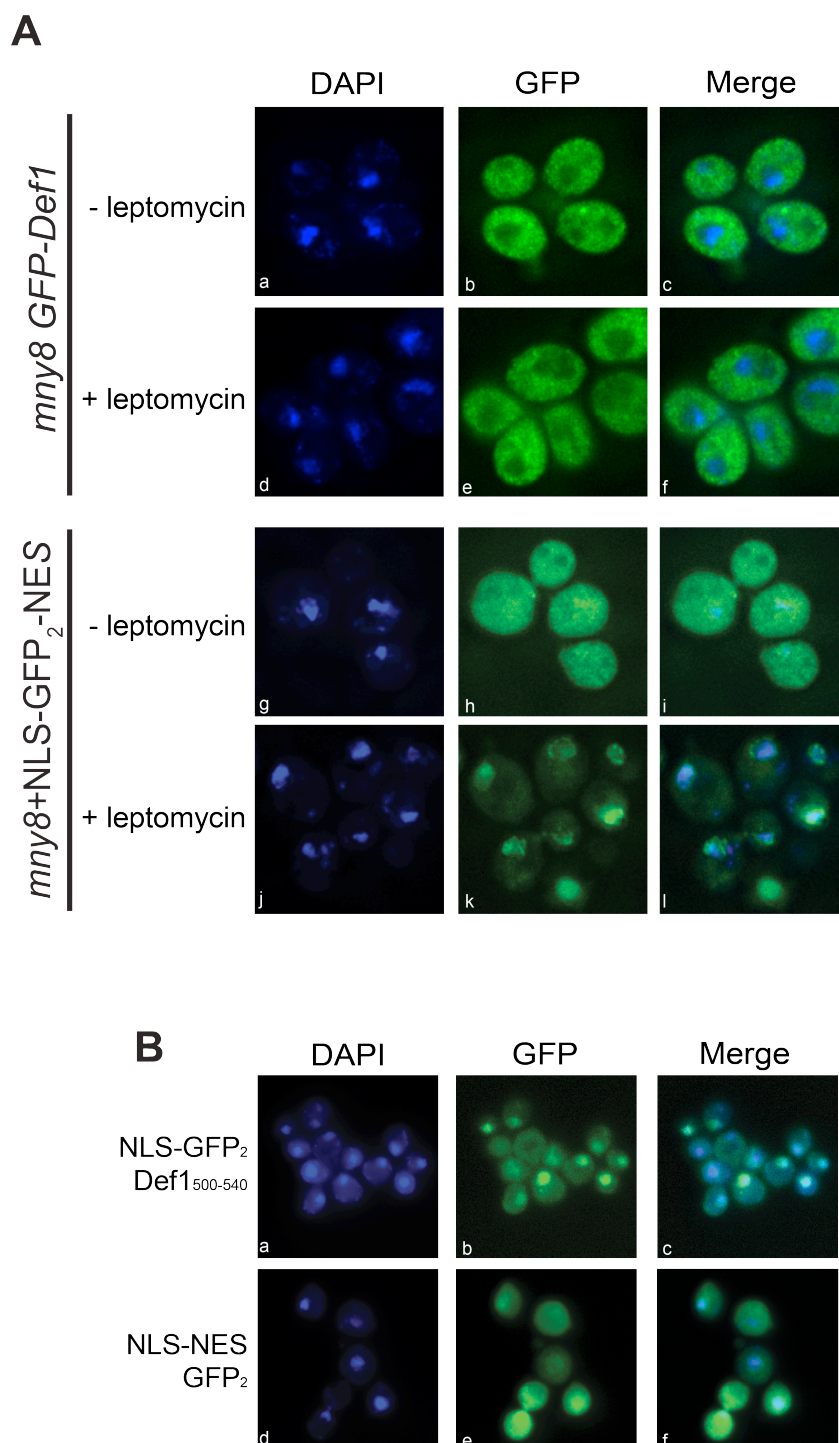 A
DAPI GFP Merge
mny8 GFP-Def1
- leptomycin
a b c
+ leptomycin
d e f
mny8+NLS-GFP2-NES
- leptomycin
g h i
+ leptomycin
j k l
B
DAPI GFP Merge
NLS-GFP2
Def1500-540
a b c
NLS-NES
GFP2
d e f